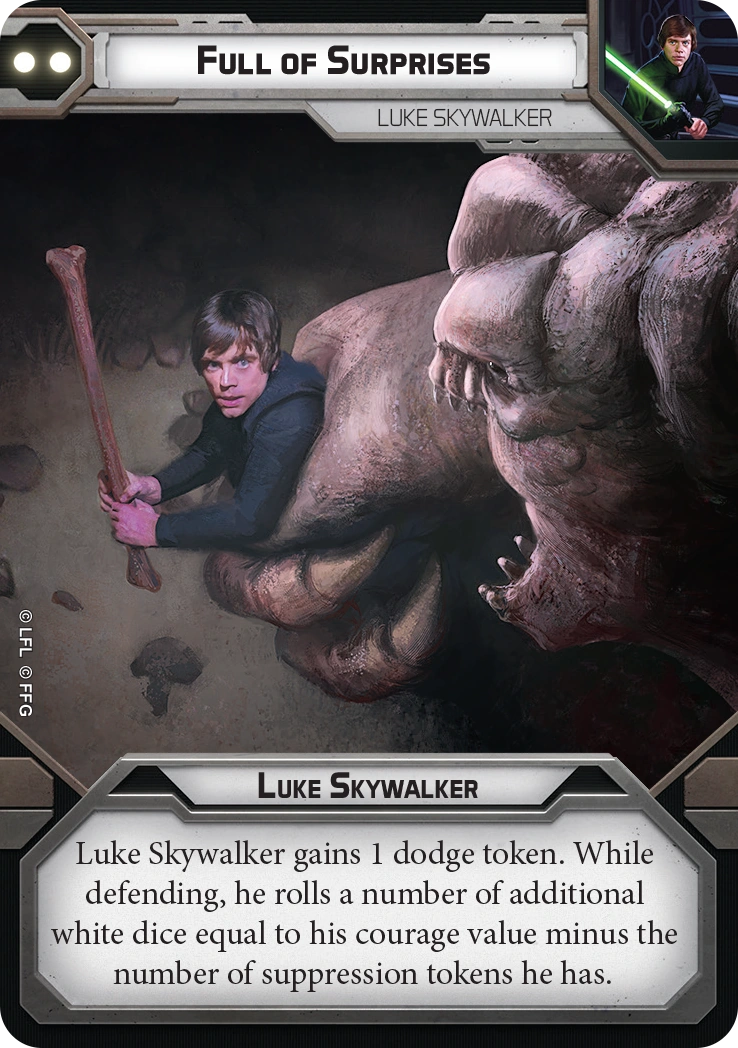 Full of Surprises
LUKE SKYWALKER
© LFL © FFG
Luke Skywalker
Luke Skywalker gains 1 dodge token. While
defending, he rolls a number of additional
white dice equal to his courage value minus the
number of suppression tokens he has.